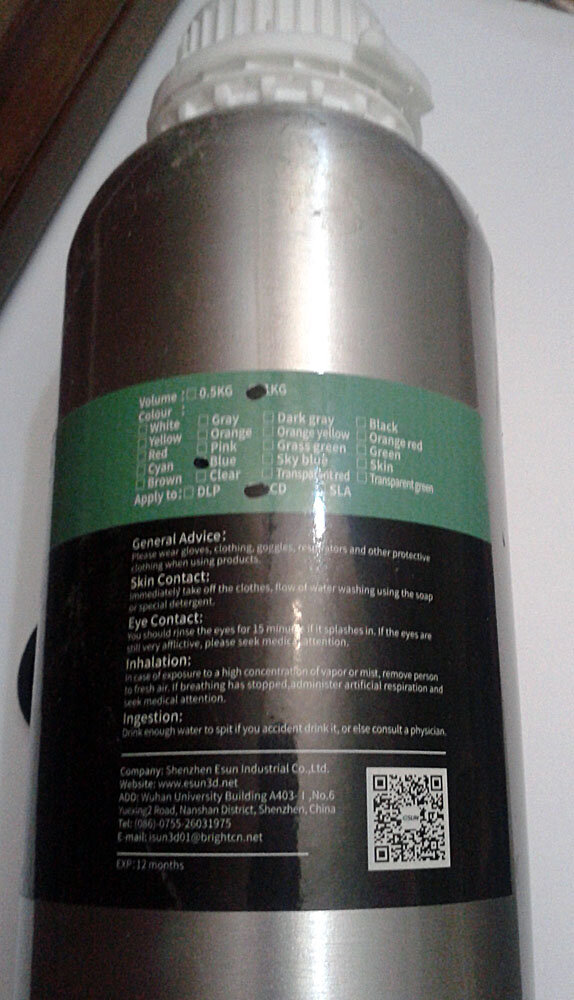 Volume : 0.5KG 1KG
Colour :
White Gray Dark gray Black
Yellow Orange Orange yellow Orange red
Red Pink Grass green Green
Cyan Blue Sky blue Skin
Brown Clear Transparent red Transparent green
Apply to: DLP CD SLA
General Advice:
Please wear gloves, clothing, goggles, respirators and other protective
clothing when using products.
Skin Contact:
Immediately take off the clothes, flow of water washing using the soap
or special detergent.
Eye Contact:
You should rinse the eyes for 15 minutes if it splashes in. If the eyes are
still very afflictive, please seek medical attention.
Inhalation:
In case of exposure to a high concentration of vapor or mist, remove person
to fresh air. If breathing has stopped,administer artificial respiration and
seek medical attention.
Ingestion:
Drink enough water to spit if you accident drink it, or else consult a physician.
Company: Shenzhen Esun Industrial Co.,Ltd.
Website: www.esun3d.net
ADD: Wuhan University Building A403-I ,No.6
Yuexing2 Road, Nanshan District, Shenzhen, China
Tel: (086)-0755-26031975
E-mail: isun3d01@brightcn.net
EXP:12 months